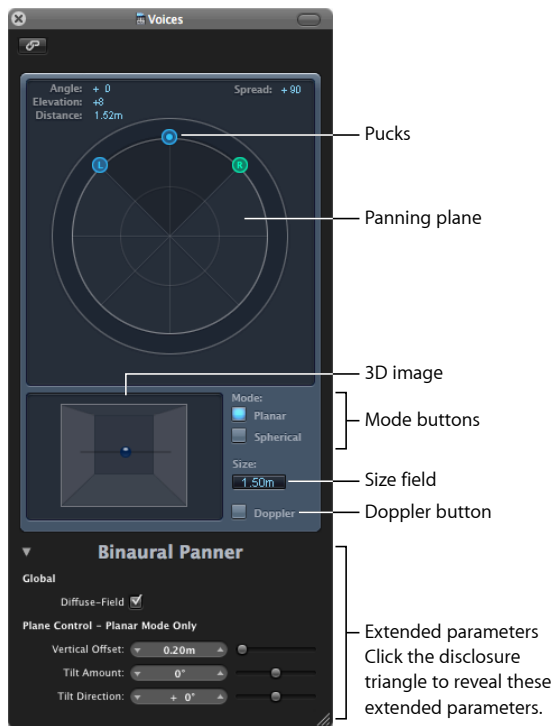 Voices
Angle: + 0
Spread: +90
Elevation: +8
Distance: 1.52m
L
R
Pucks
Panning plane
3D image
Mode:
Planar
Spherical
Mode buttons
Size:
1.50m
Size field
Doppler
Doppler button
Binaural Panner
Global
Diffuse-Field
Plane Control – Planar Mode Only
Vertical Offset: 0.20m
Tilt Amount: 0°
Tilt Direction: + 0°
Extended parameters
Click the disclosure
triangle to reveal these
extended parameters.